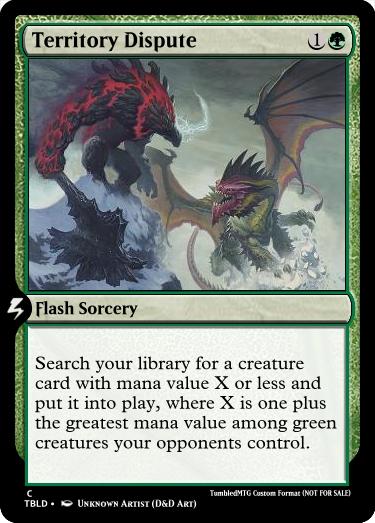 Territory Dispute 1
Flash Sorcery
Search your library for a creature
card with mana value X or less and
put it into play, where X is one plus
the greatest mana value among green
creatures your opponents control.
C
TBLD • Unknown Artist (D&D Art)
TumbledMTG Custom Format (NOT FOR SALE)